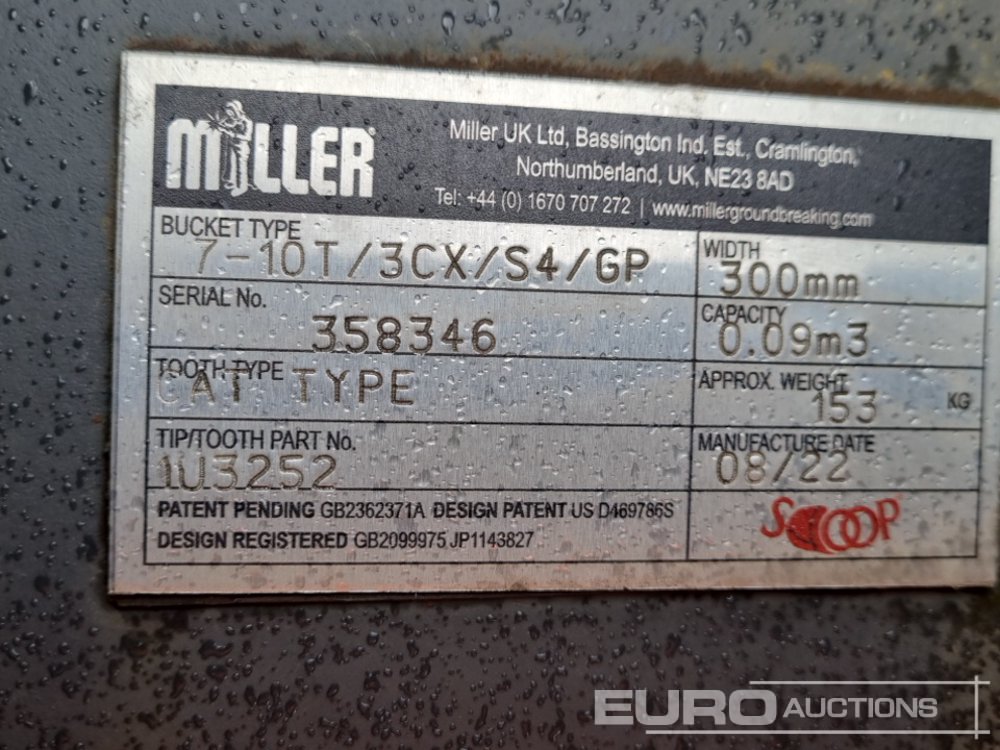 MILLER
Miller UK Ltd, Bassington Ind. Est., Cramlington,
Northumberland, UK, NE23 8AD
Tel: +44 (0) 1670 707 272 | www.millergroundbreaking.com
BUCKET TYPE
7-10T/3CX/S4/GP
WIDTH
300mm
SERIAL No.
358346
CAPACITY
0.09m3
TOOTH TYPE
CAT TYPE
APPROX. WEIGHT
153 KG
TIP/TOOTH PART No.
1U3252
MANUFACTURE DATE
08/22
PATENT PENDING GB2362371A DESIGN PATENT US D469786S
DESIGN REGISTERED GB2099975 JP1143827
SCOOP
EURO AUCTIONS